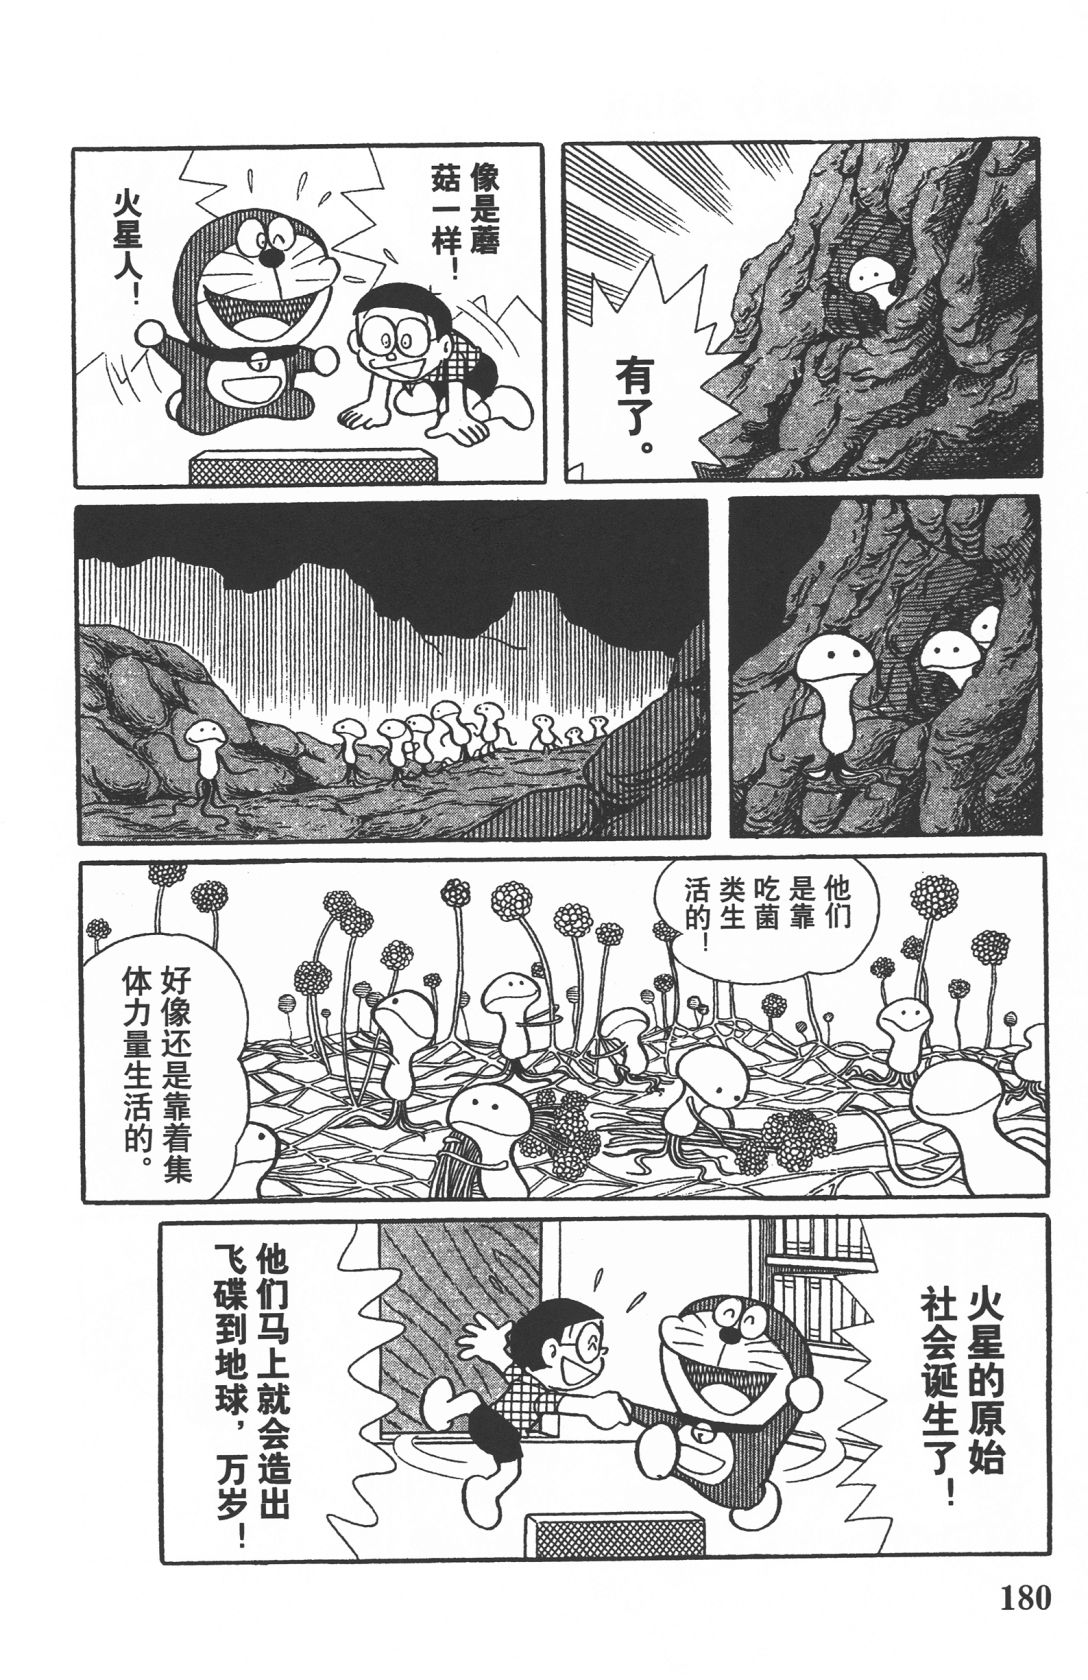 有了。
像是蘑
菇一样！
火星人！
他们
是靠
吃菌
类生
活的！
好像还是靠着集
体力量生活的。
火星的原始
社会诞生了！
他们马上就会造出
飞碟到地球，万岁！
180